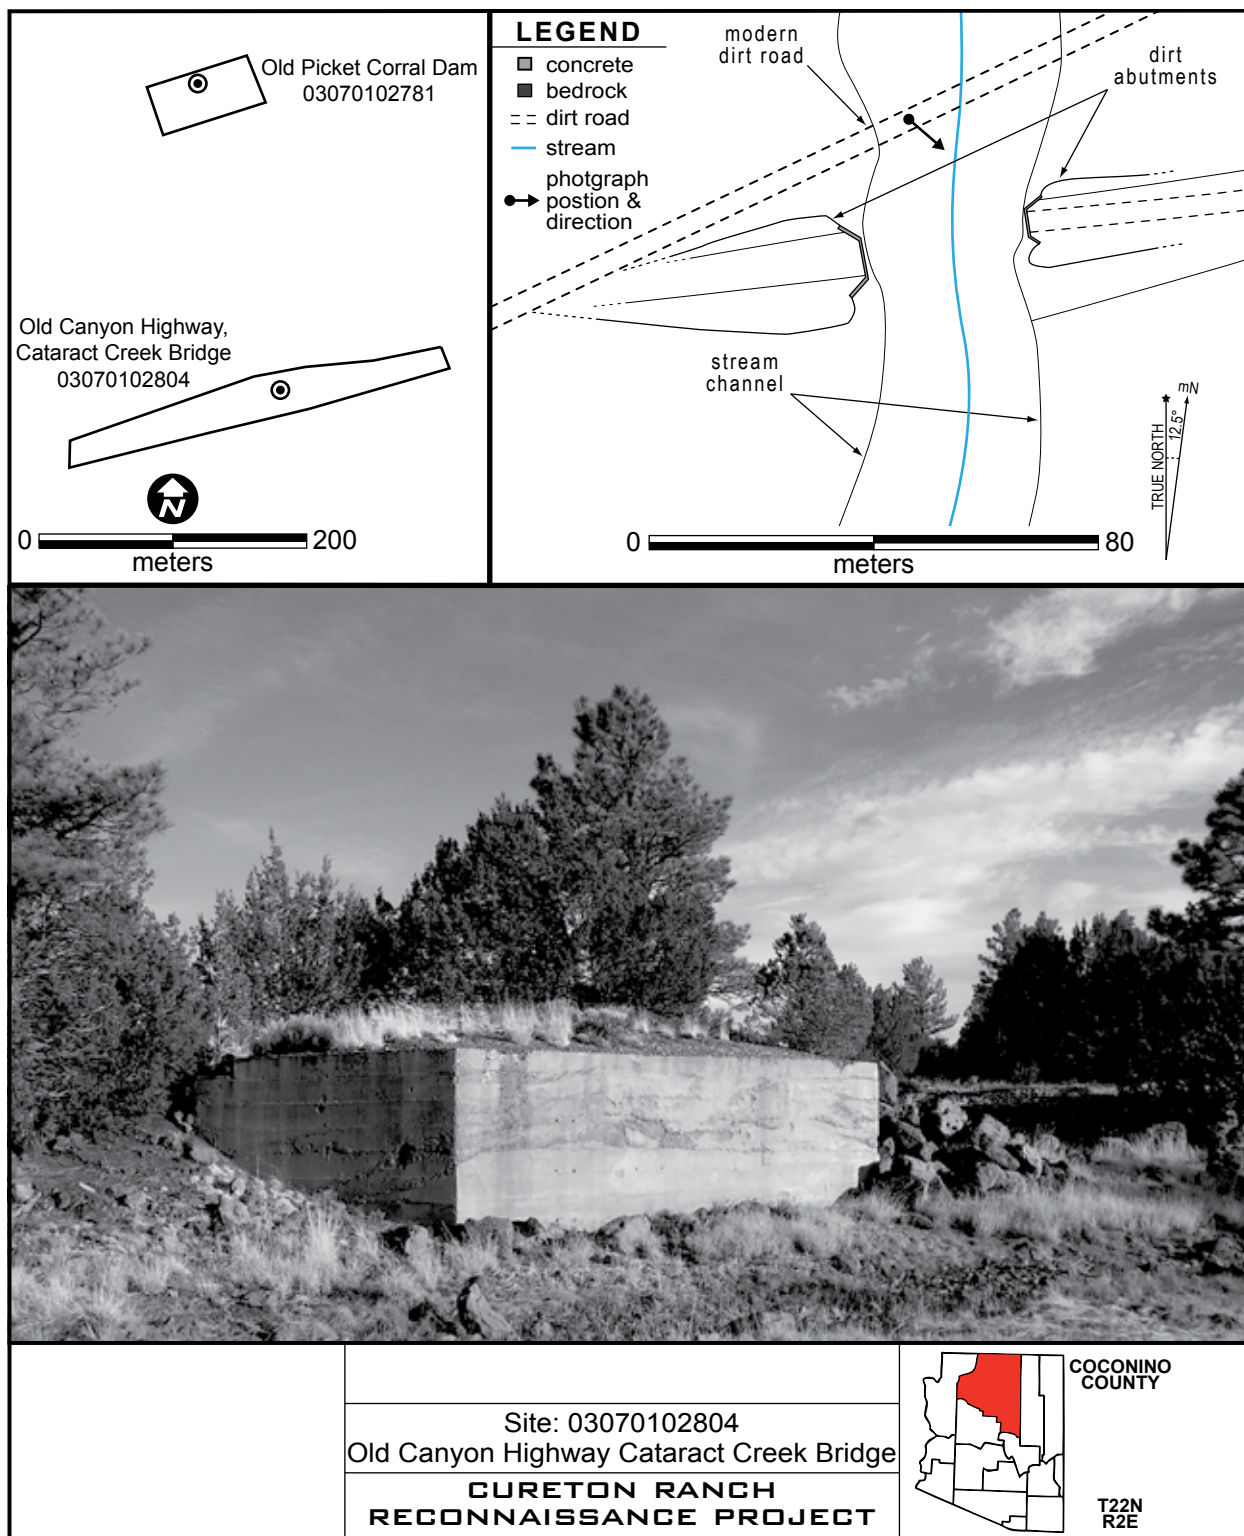 Old Picket Corral Dam
03070102781
Old Canyon Highway,
Cataract Creek Bridge
03070102804
N
0 200
meters
LEGEND
concrete
bedrock
dirt road
stream
photgraph
postion &
direction
modern
dirt road
dirt
abutments
stream
channel
mN
12.5°
TRUE NORTH
0 80
meters
Site: 03070102804
Old Canyon Highway Cataract Creek Bridge
CURETON RANCH
RECONNAISSANCE PROJECT
COCONINO
COUNTY
T22N
R2E